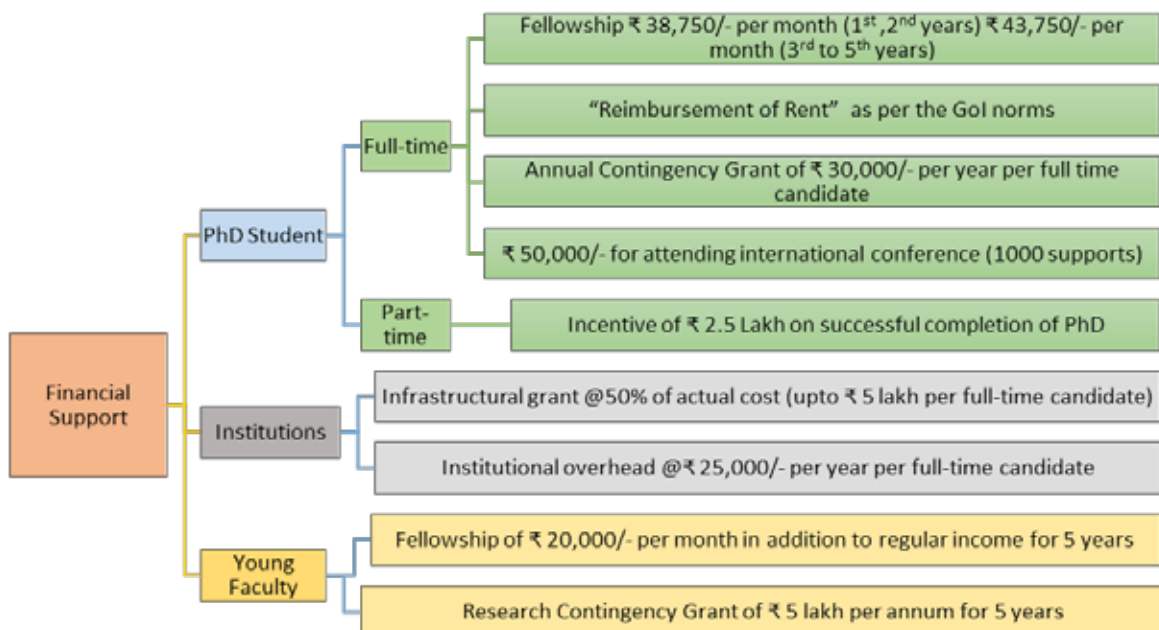 Fellowship ₹ 38,750/- per month (1st ,2nd years) ₹ 43,750/- per
month (3rd to 5th years)
"Reimbursement of Rent" as per the GoI norms
Full-time
Annual Contingency Grant of ₹ 30,000/- per year per full time
candidate
PhD Student
₹ 50,000/- for attending international conference (1000 supports)
Part-
time
Incentive of ₹ 2.5 Lakh on successful completion of PhD
Financial
Support
Infrastructural grant @50% of actual cost (upto ₹ 5 lakh per full-time candidate)
Institutions
Institutional overhead @₹ 25,000/- per year per full-time candidate
Fellowship of ₹ 20,000/- per month in addition to regular income for 5 years
Young
Faculty
Research Contingency Grant of ₹ 5 lakh per annum for 5 years